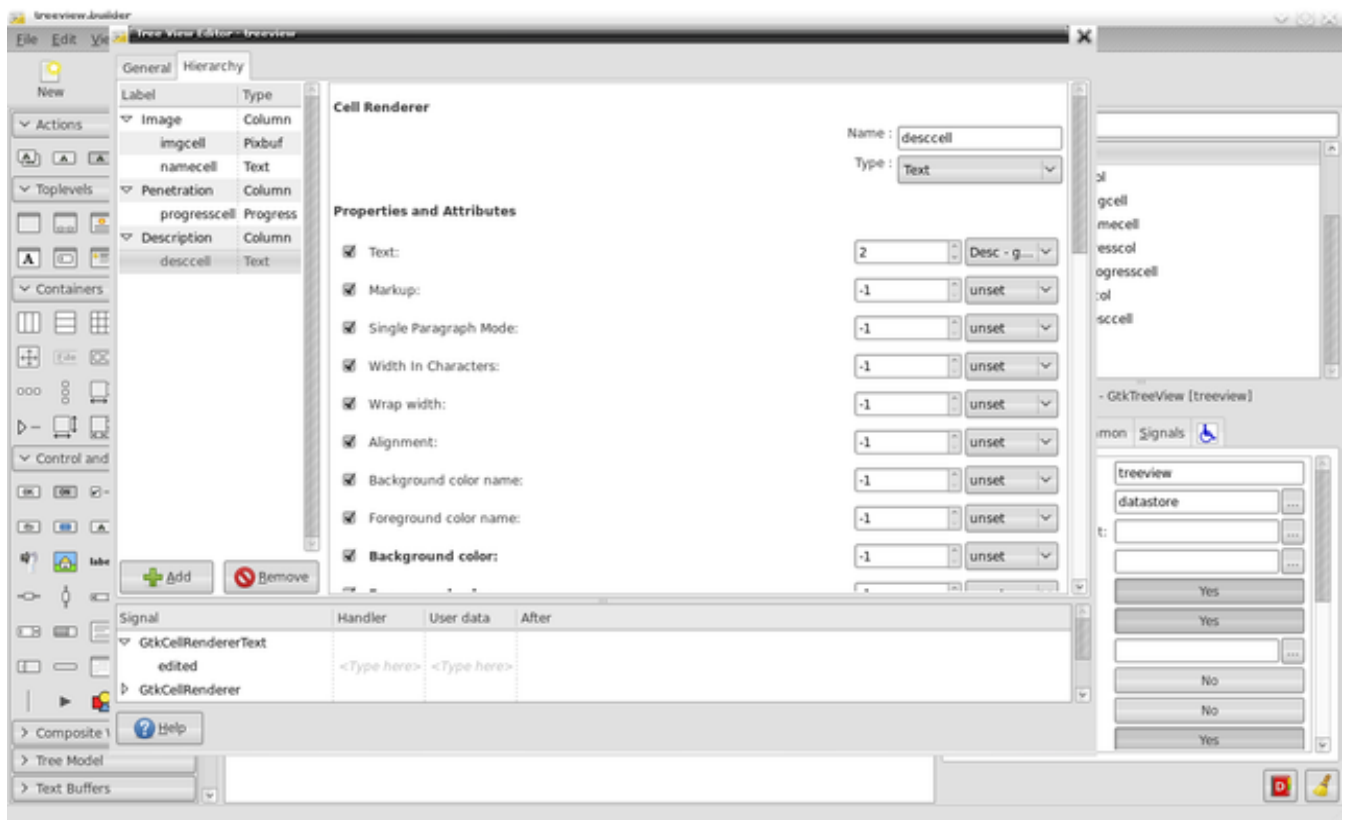 treeview.builder
File Edit Vie
Tree View Editor - treeview
General Hierarchy
New
Label Type
Cell Renderer
Actions
Image Column
Name : desccell
imgcell Pixbuf
namecell Text
Type : Text
Toplevels
Penetration Column
gcell
progresscell Progress
Properties and Attributes
mecell
Description Column
esscol
Text: 2 Desc - g...
desccell Text
ogresscell
Containers
Markup: -1 unset
sccell
Single Paragraph Mode: -1 unset
Width In Characters: -1 unset
- GtkTreeView [treeview]
Wrap width: -1 unset
mmon Signals
Alignment: -1 unset
Control and
treeview
Background color name: -1 unset
datastore
Foreground color name: -1 unset
t:
Background color: -1 unset
labe
Add Remove
Yes
Signal Handler User data After
Yes
GtkCellRendererText
edited <Type here> <Type here>
No
GtkCellRenderer
No
Help
Composite
Yes
Tree Model
Text Buffers